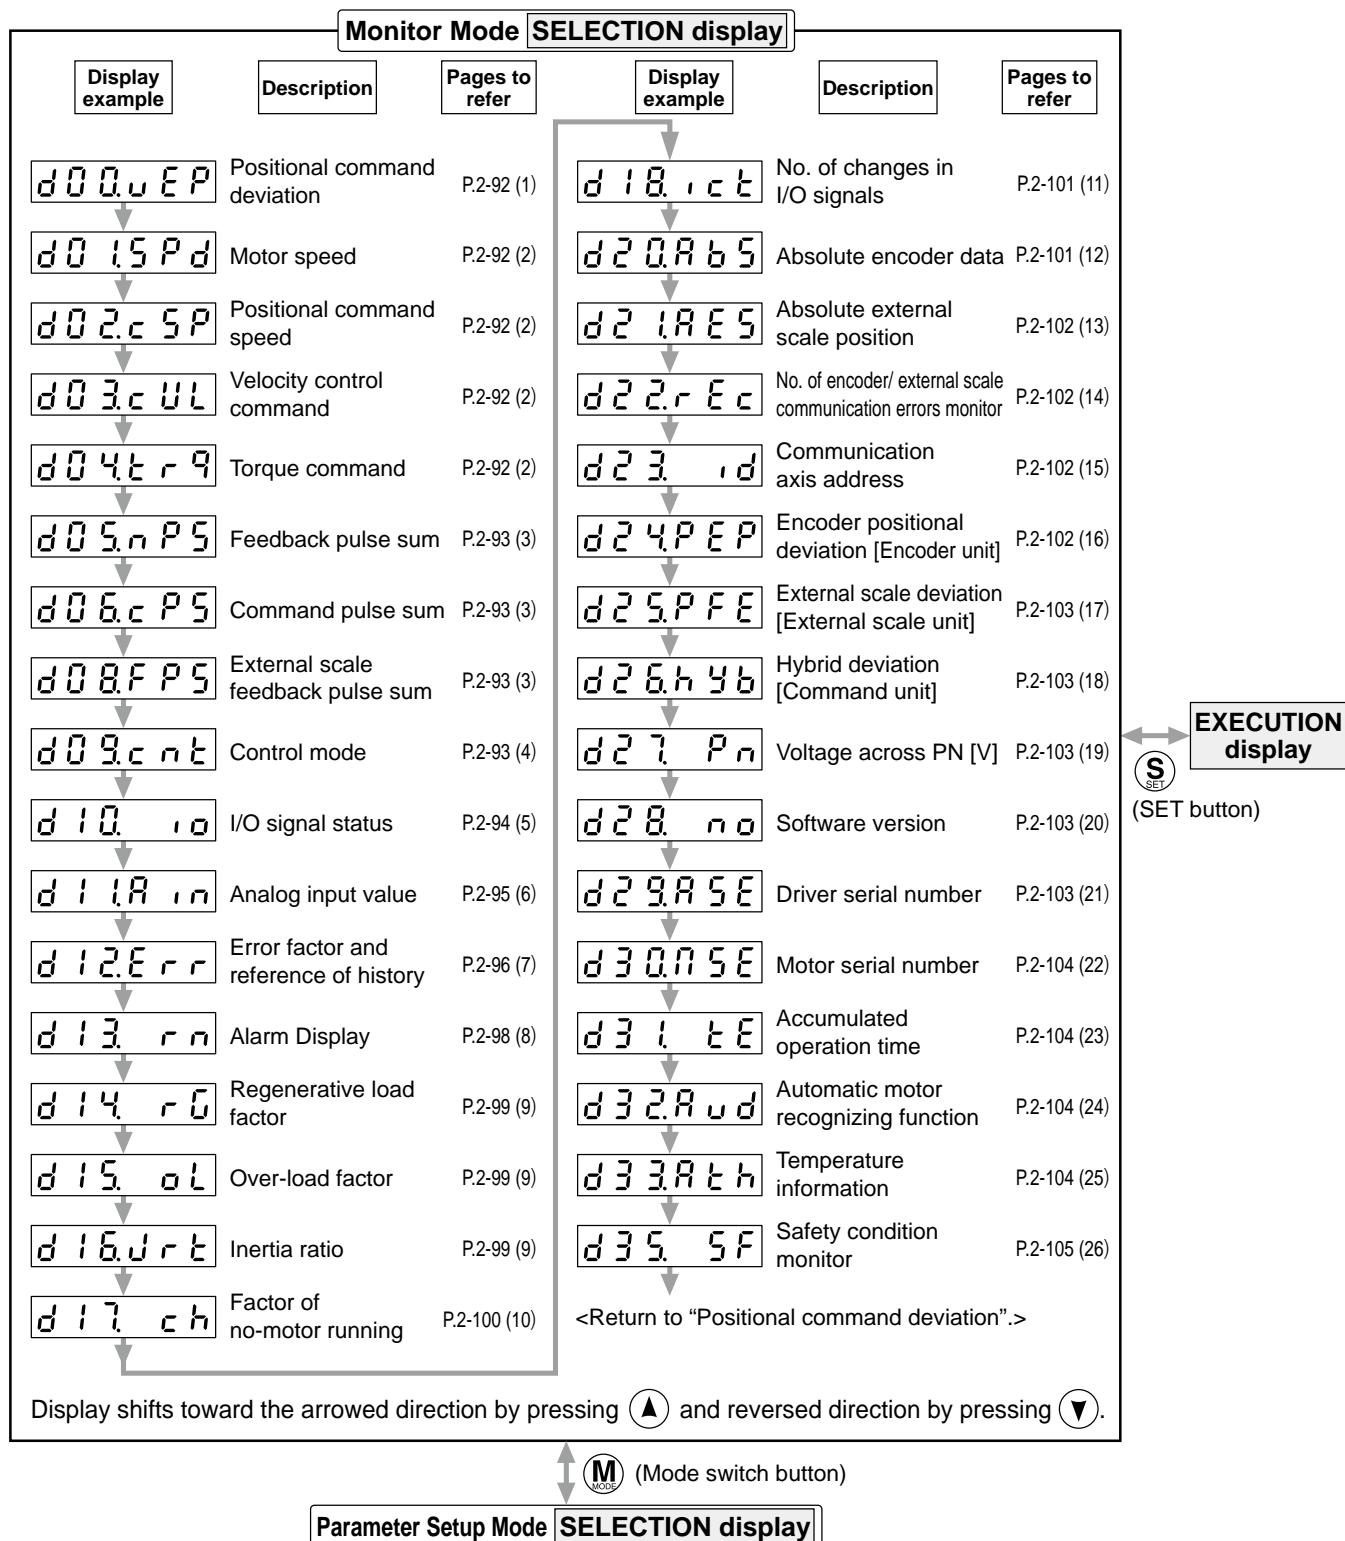 Monitor Mode SELECTION display
Display example Description Pages to refer
d00.uEP Positional command deviation P.2-92 (1)
d01.SPd Motor speed P.2-92 (2)
d02.cSP Positional command speed P.2-92 (2)
d03.cUL Velocity control command P.2-92 (2)
d04.trq Torque command P.2-92 (2)
d05.nPS Feedback pulse sum P.2-93 (3)
d06.cPS Command pulse sum P.2-93 (3)
d08.FPS External scale feedback pulse sum P.2-93 (3)
d09.cnt Control mode P.2-93 (4)
d10. io I/O signal status P.2-94 (5)
d11.Ain Analog input value P.2-95 (6)
d12.Err Error factor and reference of history P.2-96 (7)
d13. rn Alarm Display P.2-98 (8)
d14. rG Regenerative load factor P.2-99 (9)
d15. oL Over-load factor P.2-99 (9)
d16.Jrt Inertia ratio P.2-99 (9)
d17. ch Factor of no-motor running P.2-100 (10)
Display example Description Pages to refer
d18.ict No. of changes in I/O signals P.2-101 (11)
d20.AbS Absolute encoder data P.2-101 (12)
d21.AES Absolute external scale position P.2-102 (13)
d22.rEc No. of encoder/ external scale communication errors monitor P.2-102 (14)
d23. id Communication axis address P.2-102 (15)
d24.PEP Encoder positional deviation [Encoder unit] P.2-102 (16)
d25.PFE External scale deviation [External scale unit] P.2-103 (17)
d26.hyb Hybrid deviation [Command unit] P.2-103 (18)
d27. Pn Voltage across PN [V] P.2-103 (19)
d28. no Software version P.2-103 (20)
d29.ASE Driver serial number P.2-103 (21)
d30.MSE Motor serial number P.2-104 (22)
d31. tE Accumulated operation time P.2-104 (23)
d32.Aud Automatic motor recognizing function P.2-104 (24)
d33.Ath Temperature information P.2-104 (25)
d35. SF Safety condition monitor P.2-105 (26)
<Return to “Positional command deviation”.>
Display shifts toward the arrowed direction by pressing ▲ and reversed direction by pressing ▼.
EXECUTION display
S SET
(SET button)
M MODE (Mode switch button)
Parameter Setup Mode SELECTION display